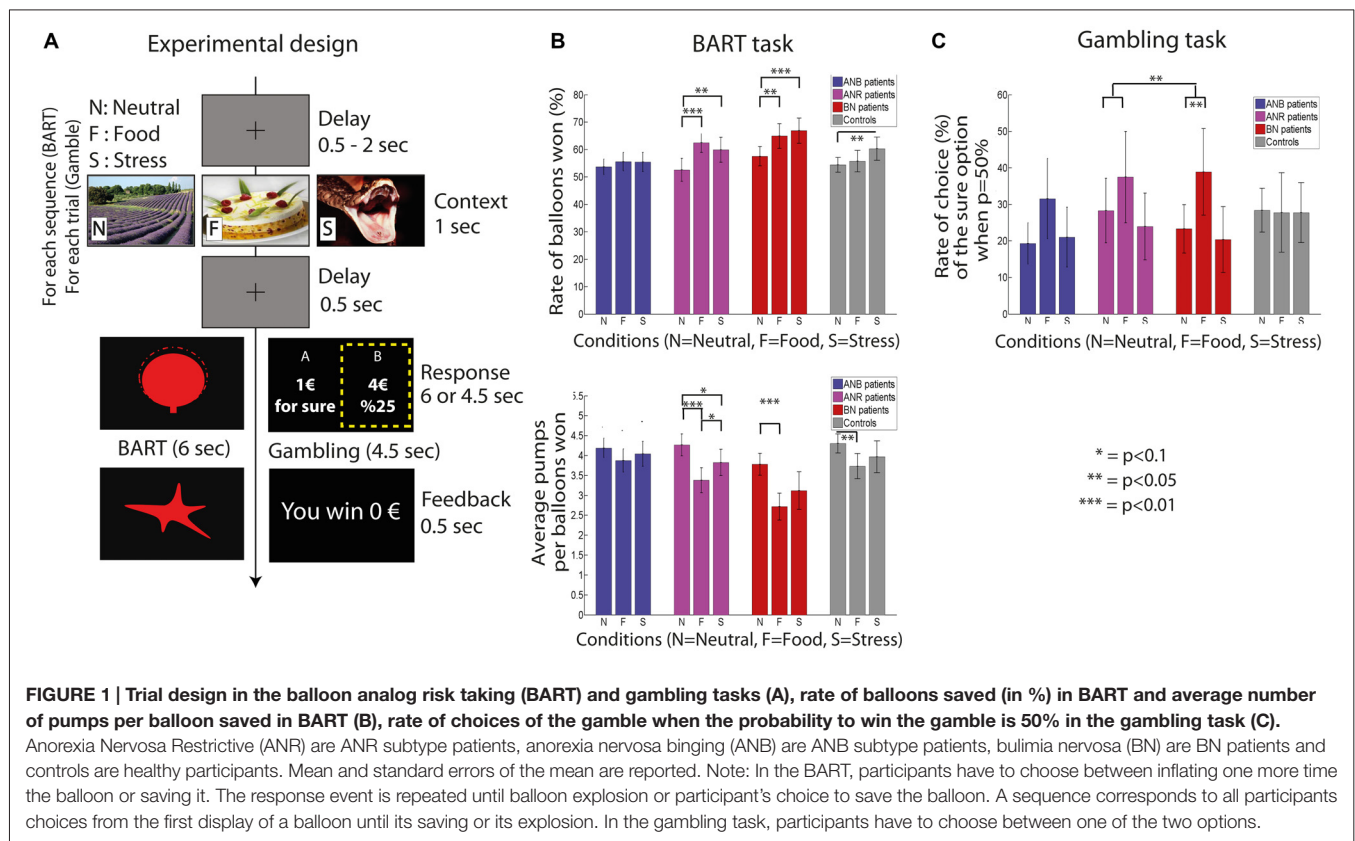 A
Experimental design
For each sequence (BART)
For each trial (Gamble)
N: Neutral
F : Food
S : Stress
Delay
0.5 - 2 sec
N
F
S
Context
1 sec
Delay
0.5 sec
A
1€
for sure
B
4€
%25
Response
6 or 4.5 sec
BART (6 sec)
Gambling (4.5 sec)
You win 0 €
Feedback
0.5 sec
B
BART task
Rate of balloons won (%)
80
70
60
50
40
30
20
10
0
*** ** ** *** **
ANB patients
ANR patients
BN patients
Controls
N F S N F S N F S N F S
Conditions (N=Neutral, F=Food, S=Stress)
Average pumps
per balloons won
5.5
5
4.5
4
3.5
3
2.5
2
1.5
1
0.5
0
* *** * *** **
ANB patients
ANR patients
BN patients
Controls
N F S N F S N F S N F S
Conditions (N=Neutral, F=Food, S=Stress)
C
Gambling task
Rate of choice (%)
of the sure option
when p=50%
60
50
40
30
20
10
0
** **
ANB patients
ANR patients
BN patients
Controls
N F S N F S N F S N F S
Conditions (N=Neutral, F=Food, S=Stress)
* = p<0.1
** = p<0.05
*** = p<0.01
FIGURE 1 | Trial design in the balloon analog risk taking (BART) and gambling tasks (A), rate of balloons saved (in %) in BART and average number
of pumps per balloon saved in BART (B), rate of choices of the gamble when the probability to win the gamble is 50% in the gambling task (C).
Anorexia Nervosa Restrictive (ANR) are ANR subtype patients, anorexia nervosa binging (ANB) are ANB subtype patients, bulimia nervosa (BN) are BN patients and
controls are healthy participants. Mean and standard errors of the mean are reported. Note: In the BART, participants have to choose between inflating one more time
the balloon or saving it. The response event is repeated until balloon explosion or participant's choice to save the balloon. A sequence corresponds to all participants
choices from the first display of a balloon until its saving or its explosion. In the gambling task, participants have to choose between one of the two options.